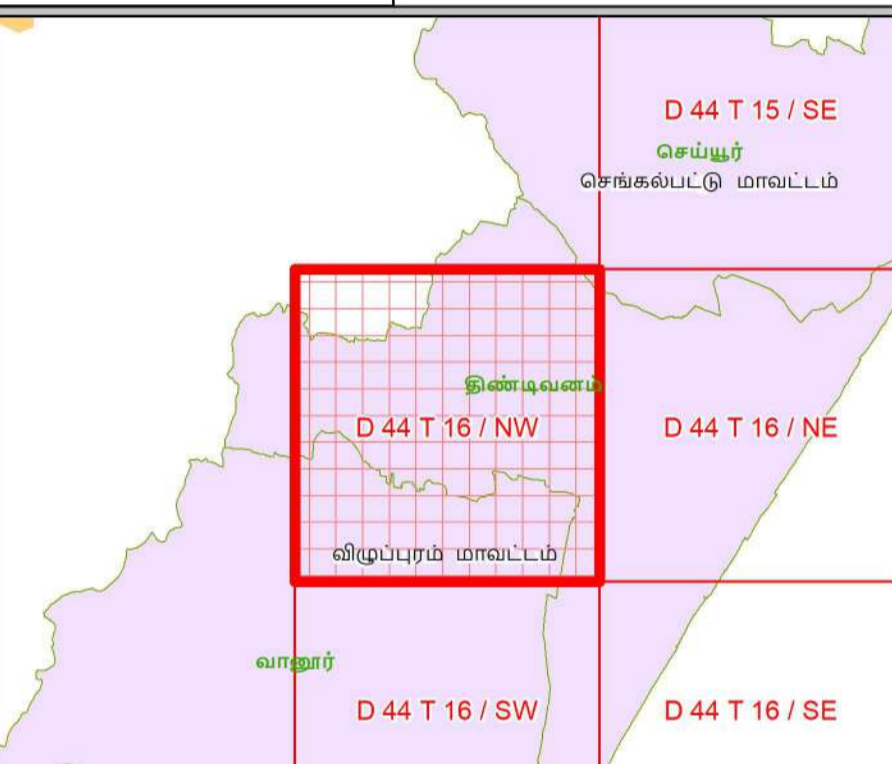 D 44 T 15 / SE
செய்யூர்
செங்கல்பட்டு மாவட்டம்
திண்டிவனம்
D 44 T 16 / NW
D 44 T 16 / NE
விழுப்புரம் மாவட்டம்
வானூர்
D 44 T 16 / SW
D 44 T 16 / SE